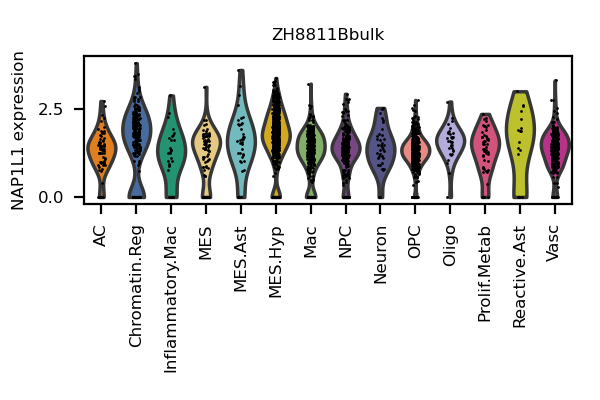 ZH8811Bbulk
NAP1L1 expression
2.5
0.0
AC
Chromatin.Reg
Inflammatory.Mac
MES
MES.Ast
MES.Hyp
Mac
NPC
Neuron
OPC
Oligo
Prolif.Metab
Reactive.Ast
Vasc